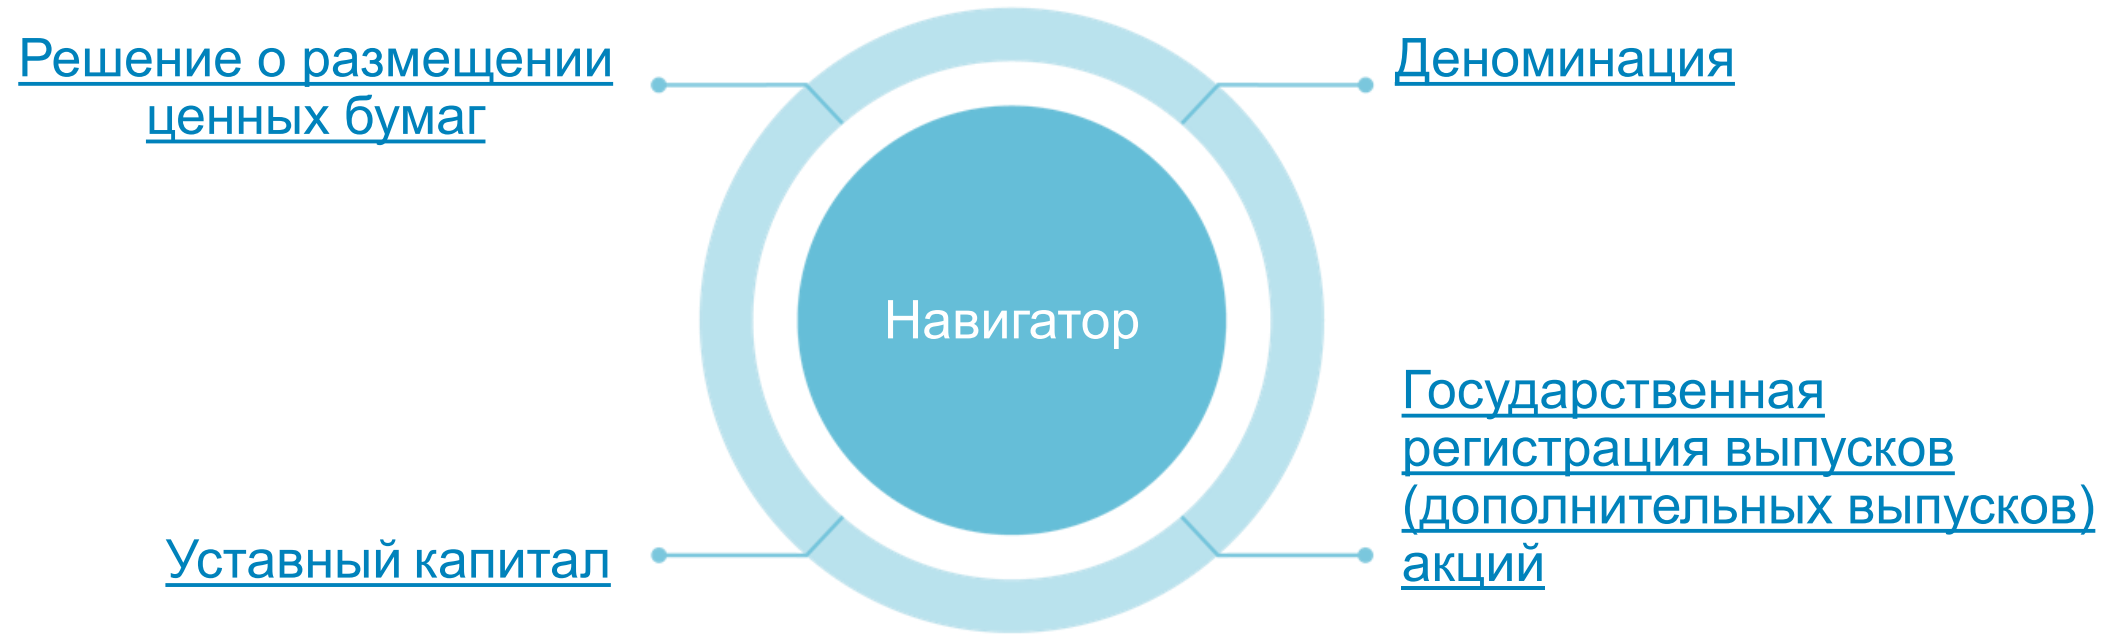 Решение о размещении
ценных бумаг
Деноминация
Навигатор
Уставный капитал
Государственная
регистрация выпусков
(дополнительных выпусков)
акций